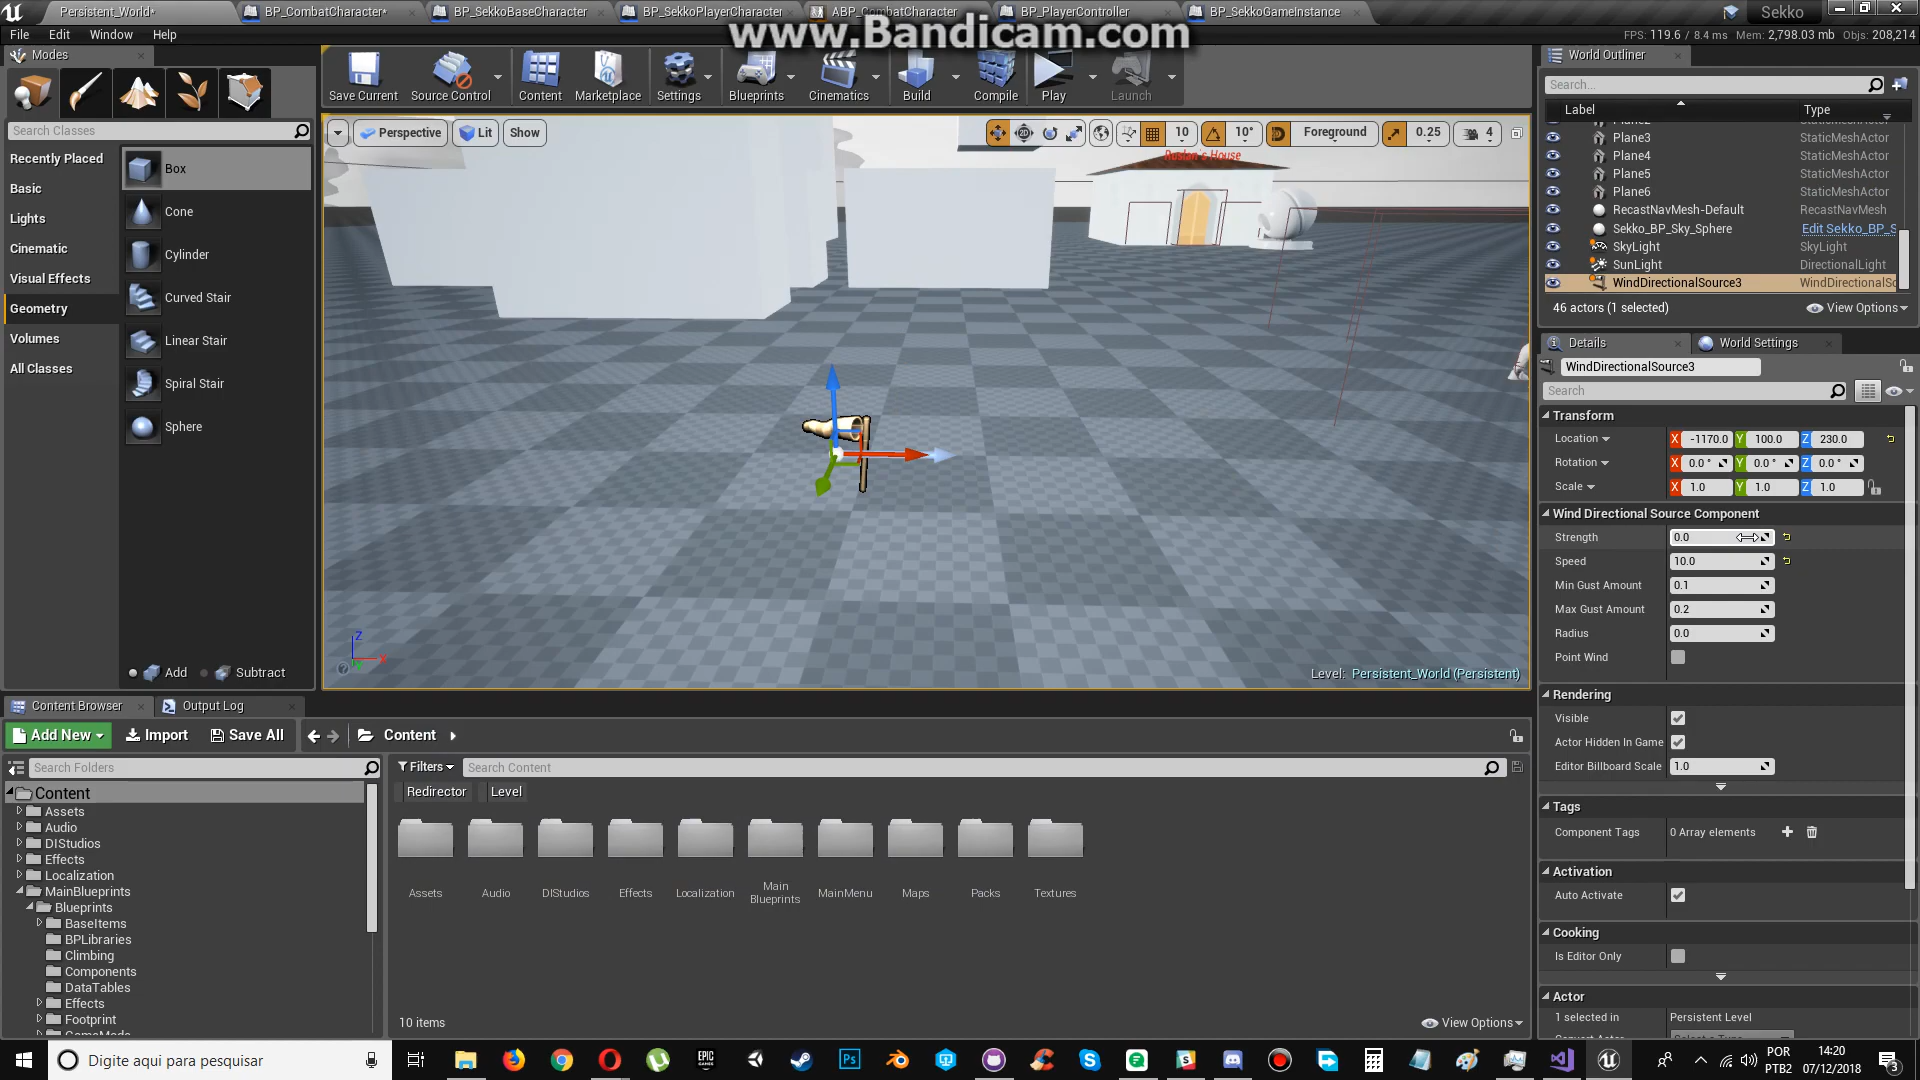 Persistent_World*
BP_CombatCharacter*
BP_SekkoBaseCharacter
BP_SekkoPlayerCharacter
ABP_CombatCharacter
BP_PlayerController
BP_SekkoGameInstance
Sekko
www.Bandicam.com
File
Edit
Window
Help
FPS: 119.6 / 8.4 ms
Mem: 2,798.03 mb
Objs: 208,214
Modes
Search Classes
Recently Placed
Basic
Lights
Cinematic
Visual Effects
Geometry
Volumes
All Classes
Box
Cone
Cylinder
Curved Stair
Linear Stair
Spiral Stair
Sphere
Add
Subtract
Save Current
Source Control
Content
Marketplace
Settings
Blueprints
Cinematics
Build
Compile
Play
Launch
Perspective
Lit
Show
10
10°
Foreground
0.25
4
Ruslan's House
Z
X
Level: Persistent_World (Persistent)
World Outliner
Search...
Label
Type
Plane2 StaticMeshActor
Plane3 StaticMeshActor
Plane4 StaticMeshActor
Plane5 StaticMeshActor
Plane6 StaticMeshActor
RecastNavMesh-Default RecastNavMesh
Sekko_BP_Sky_Sphere Edit Sekko_BP_S
SkyLight SkyLight
SunLight DirectionalLight
WindDirectionalSource3 WindDirectionalSo
46 actors (1 selected)
View Options
Details
World Settings
WindDirectionalSource3
Search
Transform
Location X -1170.0 Y 100.0 Z 230.0
Rotation X 0.0 ° Y 0.0 ° Z 0.0 °
Scale X 1.0 Y 1.0 Z 1.0
Wind Directional Source Component
Strength 0.0
Speed 10.0
Min Gust Amount 0.1
Max Gust Amount 0.2
Radius 0.0
Point Wind
Rendering
Visible
Actor Hidden In Game
Editor Billboard Scale 1.0
Tags
Component Tags 0 Array elements
Activation
Auto Activate
Cooking
Is Editor Only
Actor
1 selected in Persistent Level
Content Browser
Output Log
Add New
Import
Save All
Content
Search Folders
Filters
Search Content
Redirector
Level
Content
Assets
Audio
DIStudios
Effects
Localization
MainBlueprints
Blueprints
BaseItems
BPLibraries
Climbing
Components
DataTables
Effects
Footprint
Assets
Audio
DIStudios
Effects
Localization
Main
Blueprints
MainMenu
Maps
Packs
Textures
10 items
View Options
Digite aqui para pesquisar
EPIC
GAMES
Ps
POR
PTB2
14:20
07/12/2018
3